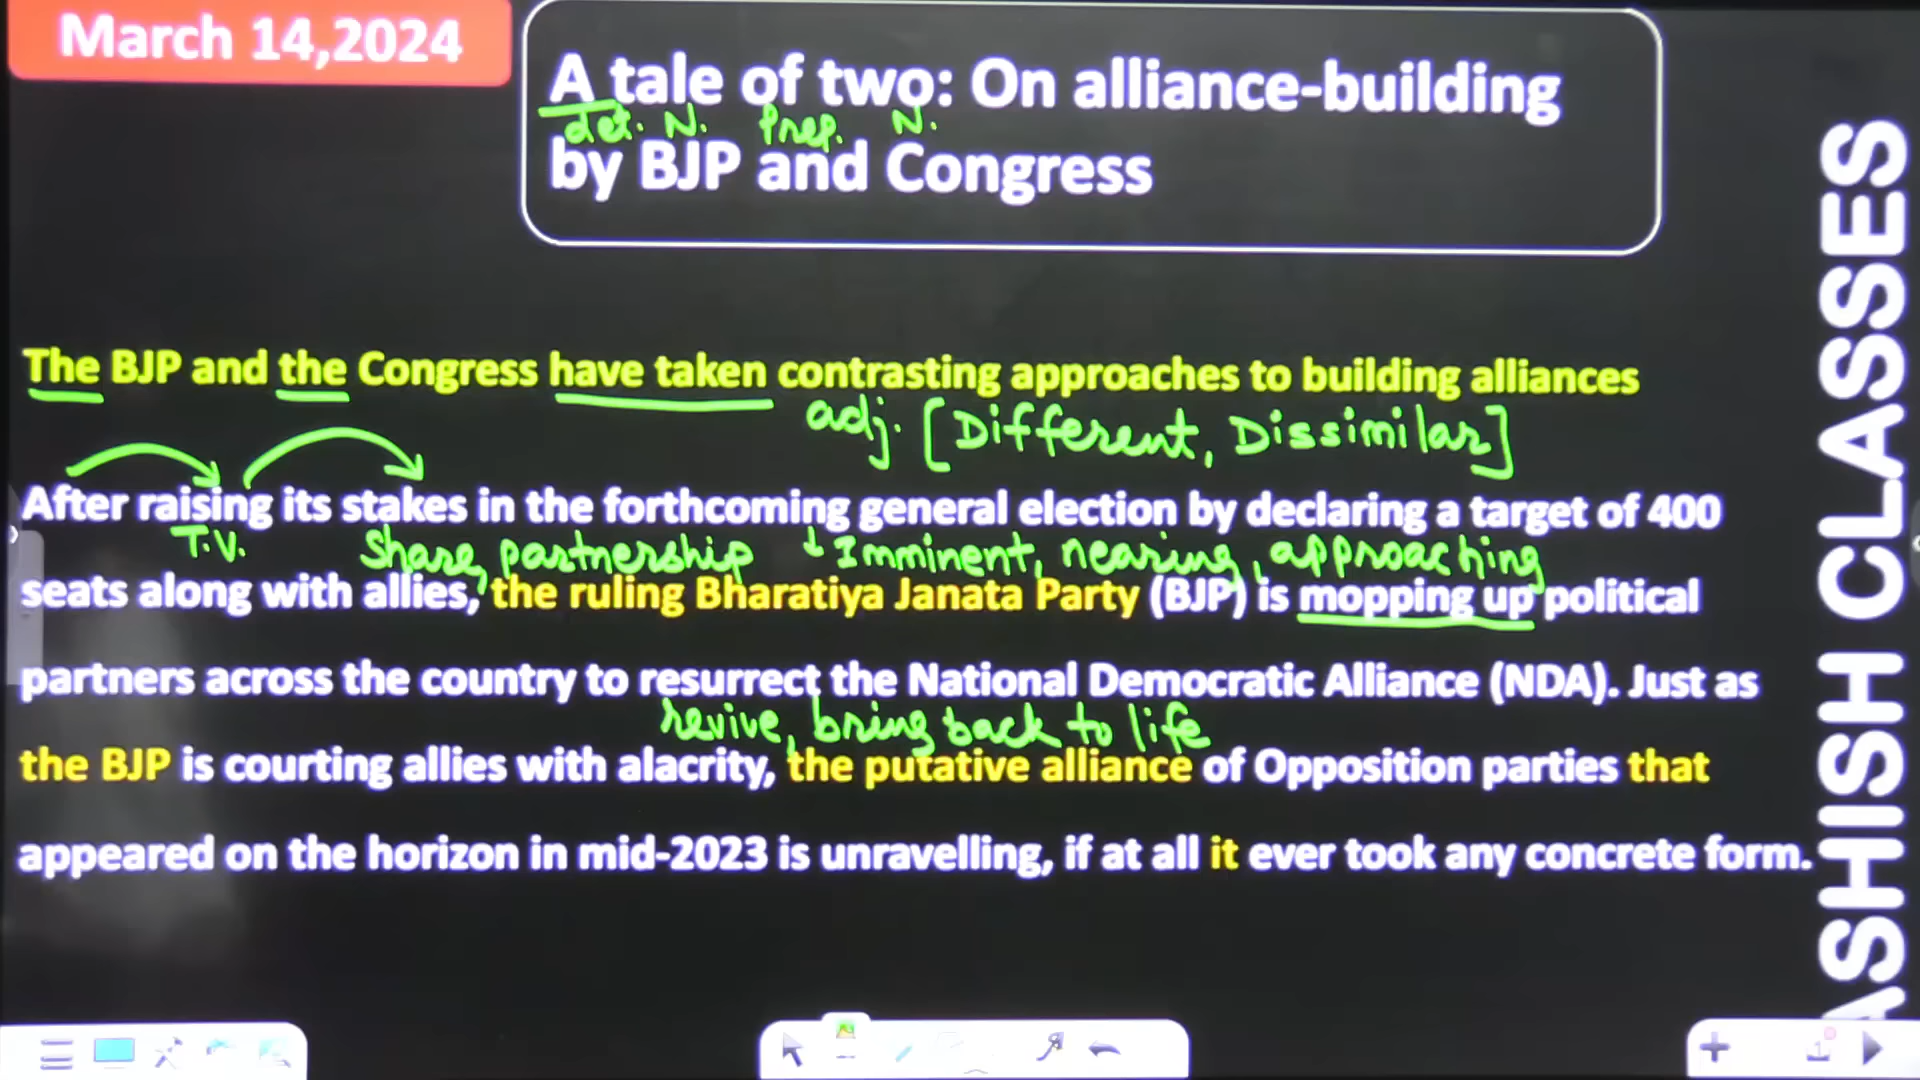 March 14,2024
A tale of two: On alliance-building
det. N. Prep. N.
by BJP and Congress
The BJP and the Congress have taken contrasting approaches to building alliances
adj. [Different, Dissimilar]
After raising its stakes in the forthcoming general election by declaring a target of 400
T.V. Share, partnership ↓ Imminent, nearing, approaching
seats along with allies, the ruling Bharatiya Janata Party (BJP) is mopping up political
partners across the country to resurrect the National Democratic Alliance (NDA). Just as
revive, bring back to life
the BJP is courting allies with alacrity, the putative alliance of Opposition parties that
appeared on the horizon in mid-2023 is unravelling, if at all it ever took any concrete form.
ASHISH CLASSES